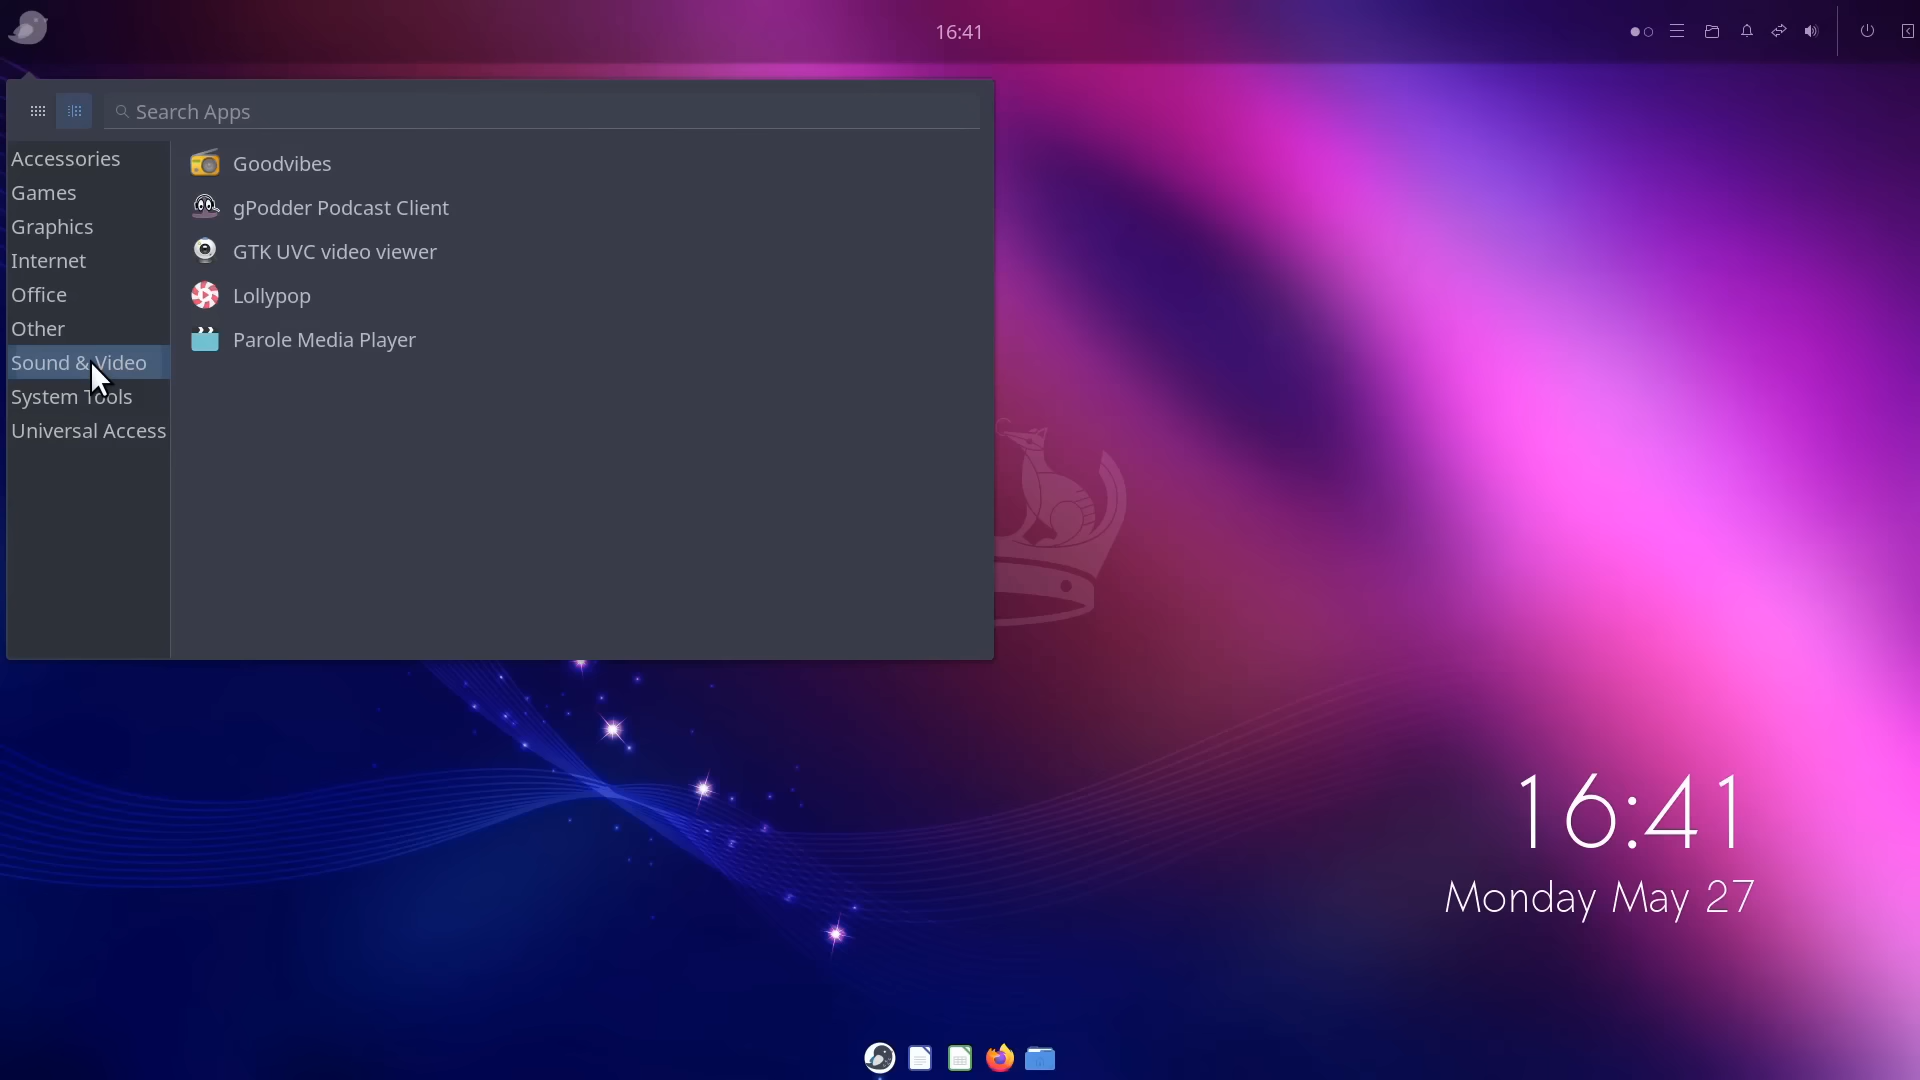 16:41
Search Apps
Accessories
Games
Graphics
Internet
Office
Other
Sound & Video
System Tools
Universal Access
Goodvibes
gPodder Podcast Client
GTK UVC video viewer
Lollypop
Parole Media Player
16:41
Monday May 27